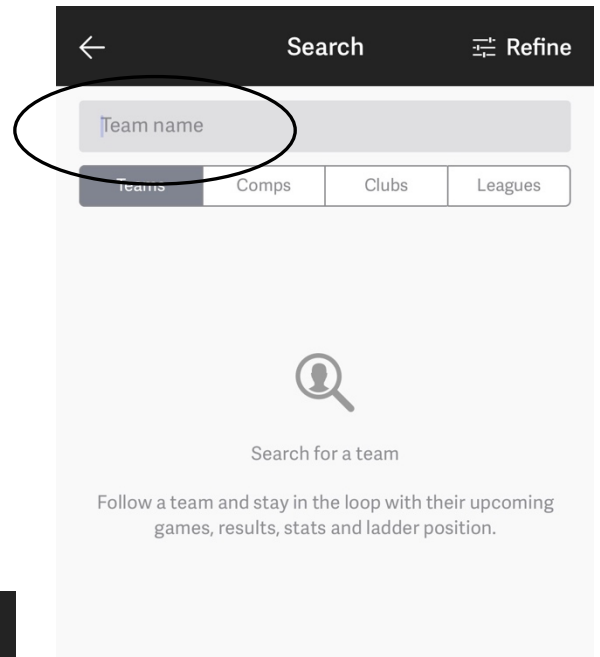 Search Refine
Team name
Teams Comps Clubs Leagues
Search for a team
Follow a team and stay in the loop with their upcoming
games, results, stats and ladder position.